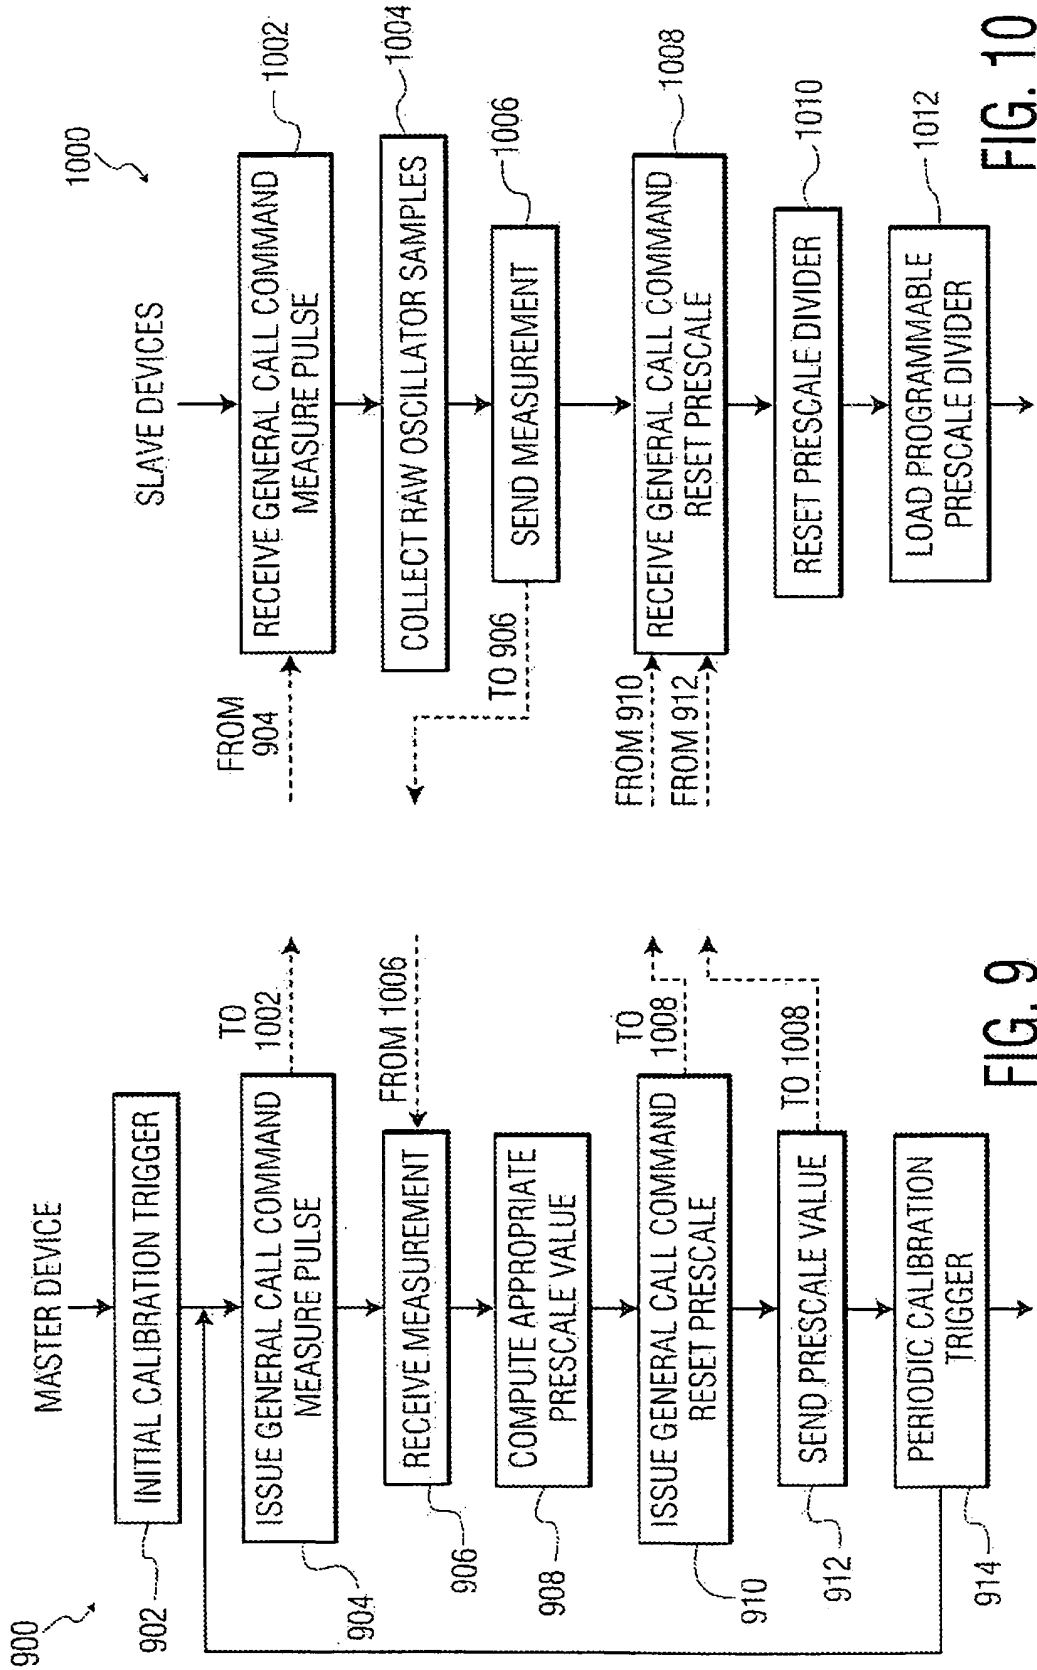 900
MASTER DEVICE
INITIAL CALIBRATION TRIGGER
902
ISSUE GENERAL CALL COMMAND
MEASURE PULSE
904
TO
1002
RECEIVE MEASUREMENT
906
FROM 1006
COMPUTE APPROPRIATE
PRESCALE VALUE
908
ISSUE GENERAL CALL COMMAND
RESET PRESCALE
910
TO
1008
SEND PRESCALE VALUE
912
TO 1008
PERIODIC CALIBRATION
TRIGGER
914
FIG. 9
1000
SLAVE DEVICES
RECEIVE GENERAL CALL COMMAND
MEASURE PULSE
1002
FROM
904
COLLECT RAW OSCILLATOR SAMPLES
1004
SEND MEASUREMENT
1006
TO 906
RECEIVE GENERAL CALL COMMAND
RESET PRESCALE
1008
FROM 910
FROM 912
RESET PRESCALE DIVIDER
1010
LOAD PROGRAMMABLE
PRESCALE DIVIDER
1012
FIG. 10